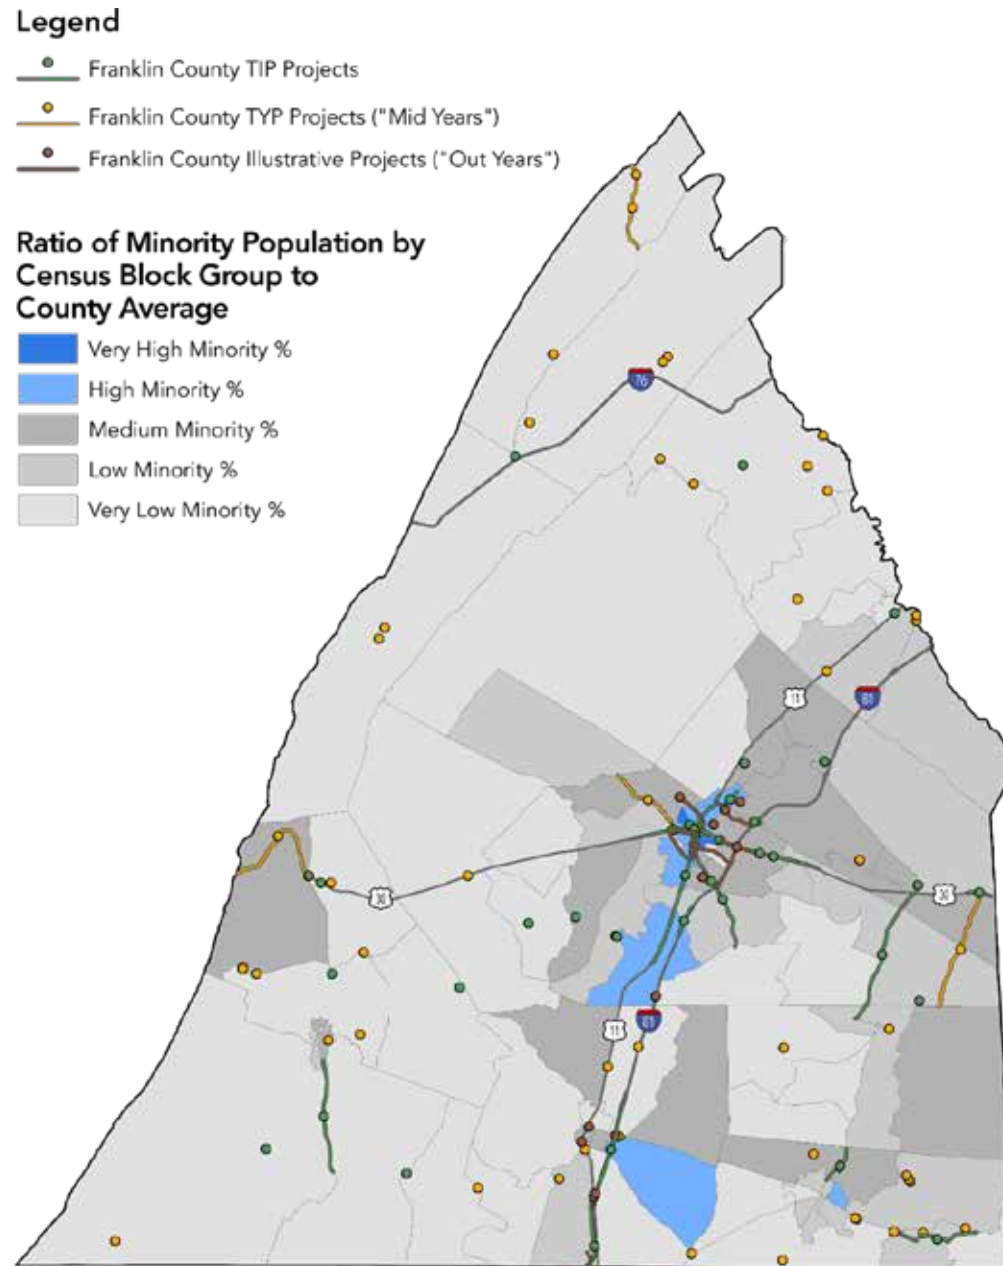 Legend
Franklin County TIP Projects
Franklin County TYP Projects ("Mid Years")
Franklin County Illustrative Projects ("Out Years")
Ratio of Minority Population by
Census Block Group to
County Average
Very High Minority %
High Minority %
Medium Minority %
Low Minority %
Very Low Minority %
76
11
81
30
30
11
81